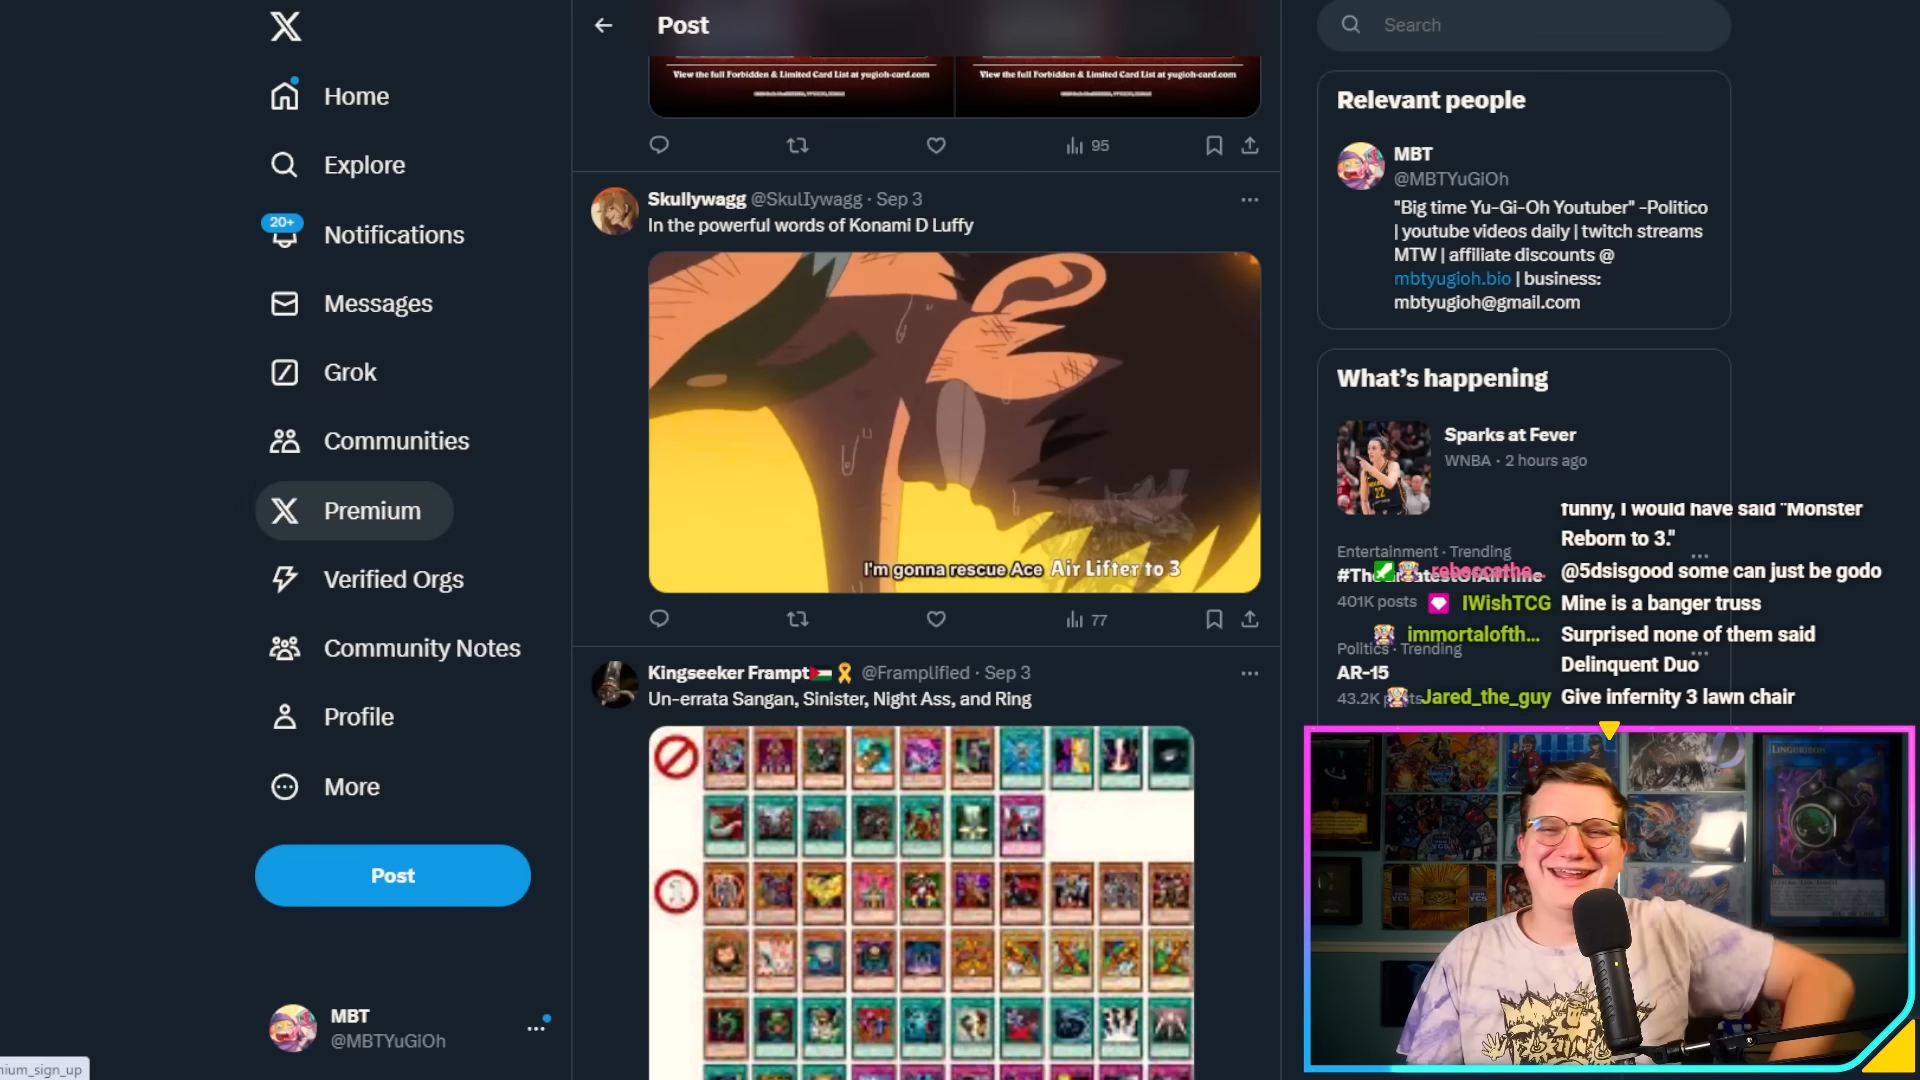 Home
Explore
20+
Notifications
Messages
Grok
Communities
Premium
Verified Orgs
Community Notes
Profile
More
Post
MBT
@MBTYuGiOh
nium_sign_up
Post
View the full Forbidden & Limited Card List at yugioh-card.com
View the full Forbidden & Limited Card List at yugioh-card.com
95
Skullywagg @SkulIywagg · Sep 3
In the powerful words of Konami D Luffy
I'm gonna rescue Ace Air Lifter to 3
77
Kingseeker Frampt @Framplified · Sep 3
Un-errata Sangan, Sinister, Night Ass, and Ring
Search
Relevant people
MBT
@MBTYuGiOh
"Big time Yu-Gi-Oh Youtuber" -Politico
| youtube videos daily | twitch streams
MTW | affiliate discounts @
mbtyugioh.bio | business:
mbtyugioh@gmail.com
What's happening
Sparks at Fever
WNBA · 2 hours ago
Entertainment · Trending
401K posts
Politics · Trending
AR-15
43.2K
funny, I would have said "Monster
Reborn to 3."
rebeccathe... @5dsisgood some can just be godo
IWishTCG Mine is a banger truss
immortalofth... Surprised none of them said
Delinquent Duo
Jared_the_guy Give infernity 3 lawn chair